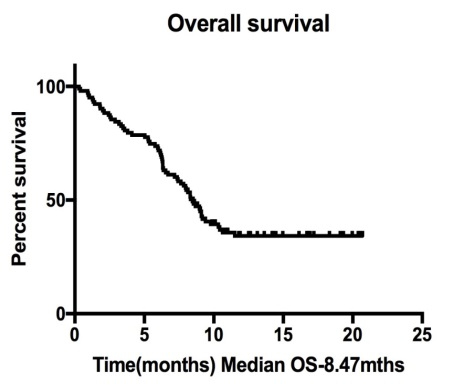 Overall survival
Percent survival
100
50
0
0 5 10 15 20 25
Time(months) Median OS-8.47mths